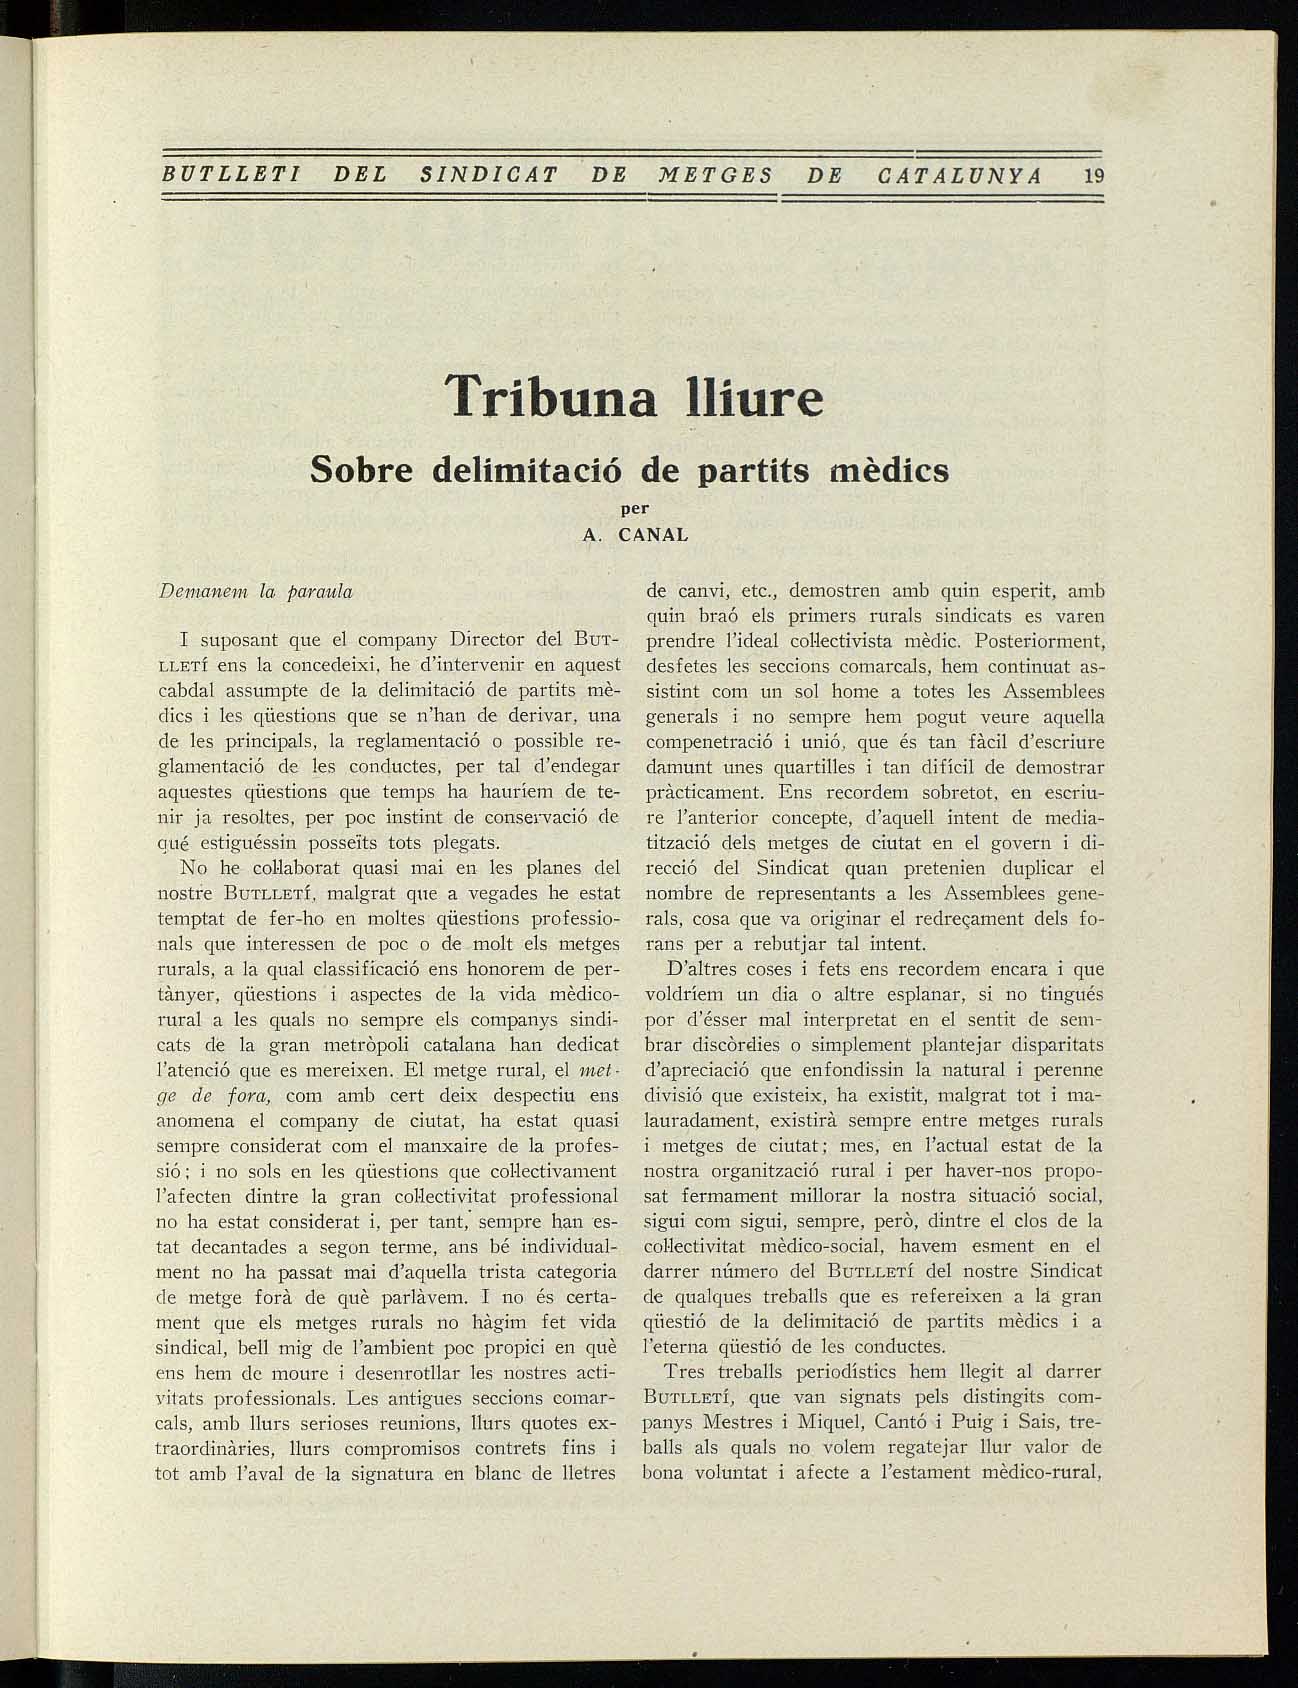 BUTLLETI DEL SINDICAT DE METGES DE CATALUNYA 19
Tribuna lliure
Sobre delimitació de partits mèdics
per
A. CANAL
Demanem la paraula
I suposant que el company Director del BUT-
LLETÍ ens la concedeixi, he d'intervenir en aquest
cabdal assumpte de la delimitació de partits mè-
dics i les qüestions que se n'han de derivar, una
de les principals, la reglamentació o possible re-
glamentació de les conductes, per tal d'endegar
aquestes qüestions que temps ha hauríem de te-
nir ja resoltes, per poc instint de conservació de
qué estiguéssin posseïts tots plegats.
No he col·laborat quasi mai en les planes del
nostre BUTLLETÍ, malgrat que a vegades he estat
temptat de fer-ho en moltes qüestions professio-
nals que interessen de poc o de molt els metges
rurals, a la qual classificació ens honorem de per-
tànyer, qüestions i aspectes de la vida mèdico-
rural a les quals no sempre els companys sindi-
cats de la gran metròpoli catalana han dedicat
l'atenció que es mereixen. El metge rural, el met-
ge de fora, com amb cert deix despectiu ens
anomena el company de ciutat, ha estat quasi
sempre considerat com el manxaire de la profes-
sió; i no sols en les qüestions que col·lectivament
l'afecten dintre la gran col·lectivitat professional
no ha estat considerat i, per tant, sempre han es-
tat decantades a segon terme, ans bé individual-
ment no ha passat mai d'aquella trista categoria
de metge forà de què parlàvem. I no és certa-
ment que els metges rurals no hàgim fet vida
sindical, bell mig de l'ambient poc propici en què
ens hem de moure i desenrotllar les nostres acti-
vitats professionals. Les antigues seccions comar-
cals, amb llurs serioses reunions, llurs quotes ex-
traordinàries, llurs compromisos contrets fins i
tot amb l'aval de la signatura en blanc de lletres
de canvi, etc., demostren amb quin esperit, amb
quin braó els primers rurals sindicats es varen
prendre l'ideal col·lectivista mèdic. Posteriorment,
desfetes les seccions comarcals, hem continuat as-
sistint com un sol home a totes les Assemblees
generals i no sempre hem pogut veure aquella
compenetració i unió, que és tan fàcil d'escriure
damunt unes quartilles i tan difícil de demostrar
pràcticament. Ens recordem sobretot, en escriu-
re l'anterior concepte, d'aquell intent de media-
tització dels metges de ciutat en el govern i di-
recció del Sindicat quan pretenien duplicar el
nombre de representants a les Assemblees gene-
rals, cosa que va originar el redreçament dels fo-
rans per a rebutjar tal intent.
D'altres coses i fets ens recordem encara i que
voldríem un dia o altre esplanar, si no tingués
por d'ésser mal interpretat en el sentit de sem-
brar discòrdies o simplement plantejar disparitats
d'apreciació que enfondissin la natural i perenne
divisió que existeix, ha existit, malgrat tot i ma-
lauradament, existirà sempre entre metges rurals
i metges de ciutat; mes, en l'actual estat de la
nostra organització rural i per haver-nos propo-
sat fermament millorar la nostra situació social,
sigui com sigui, sempre, però, dintre el clos de la
col·lectivitat mèdico-social, havem esment en el
darrer número del BUTLLETÍ del nostre Sindicat
de qualques treballs que es refereixen a la gran
qüestió de la delimitació de partits mèdics i a
l'eterna qüestió de les conductes.
Tres treballs periodístics hem llegit al darrer
BUTLLETÍ, que van signats pels distingits com-
panys Mestres i Miquel, Cantó i Puig i Sais, tre-
balls als quals no volem regatejar llur valor de
bona voluntat i afecte a l'estament mèdico-rural,